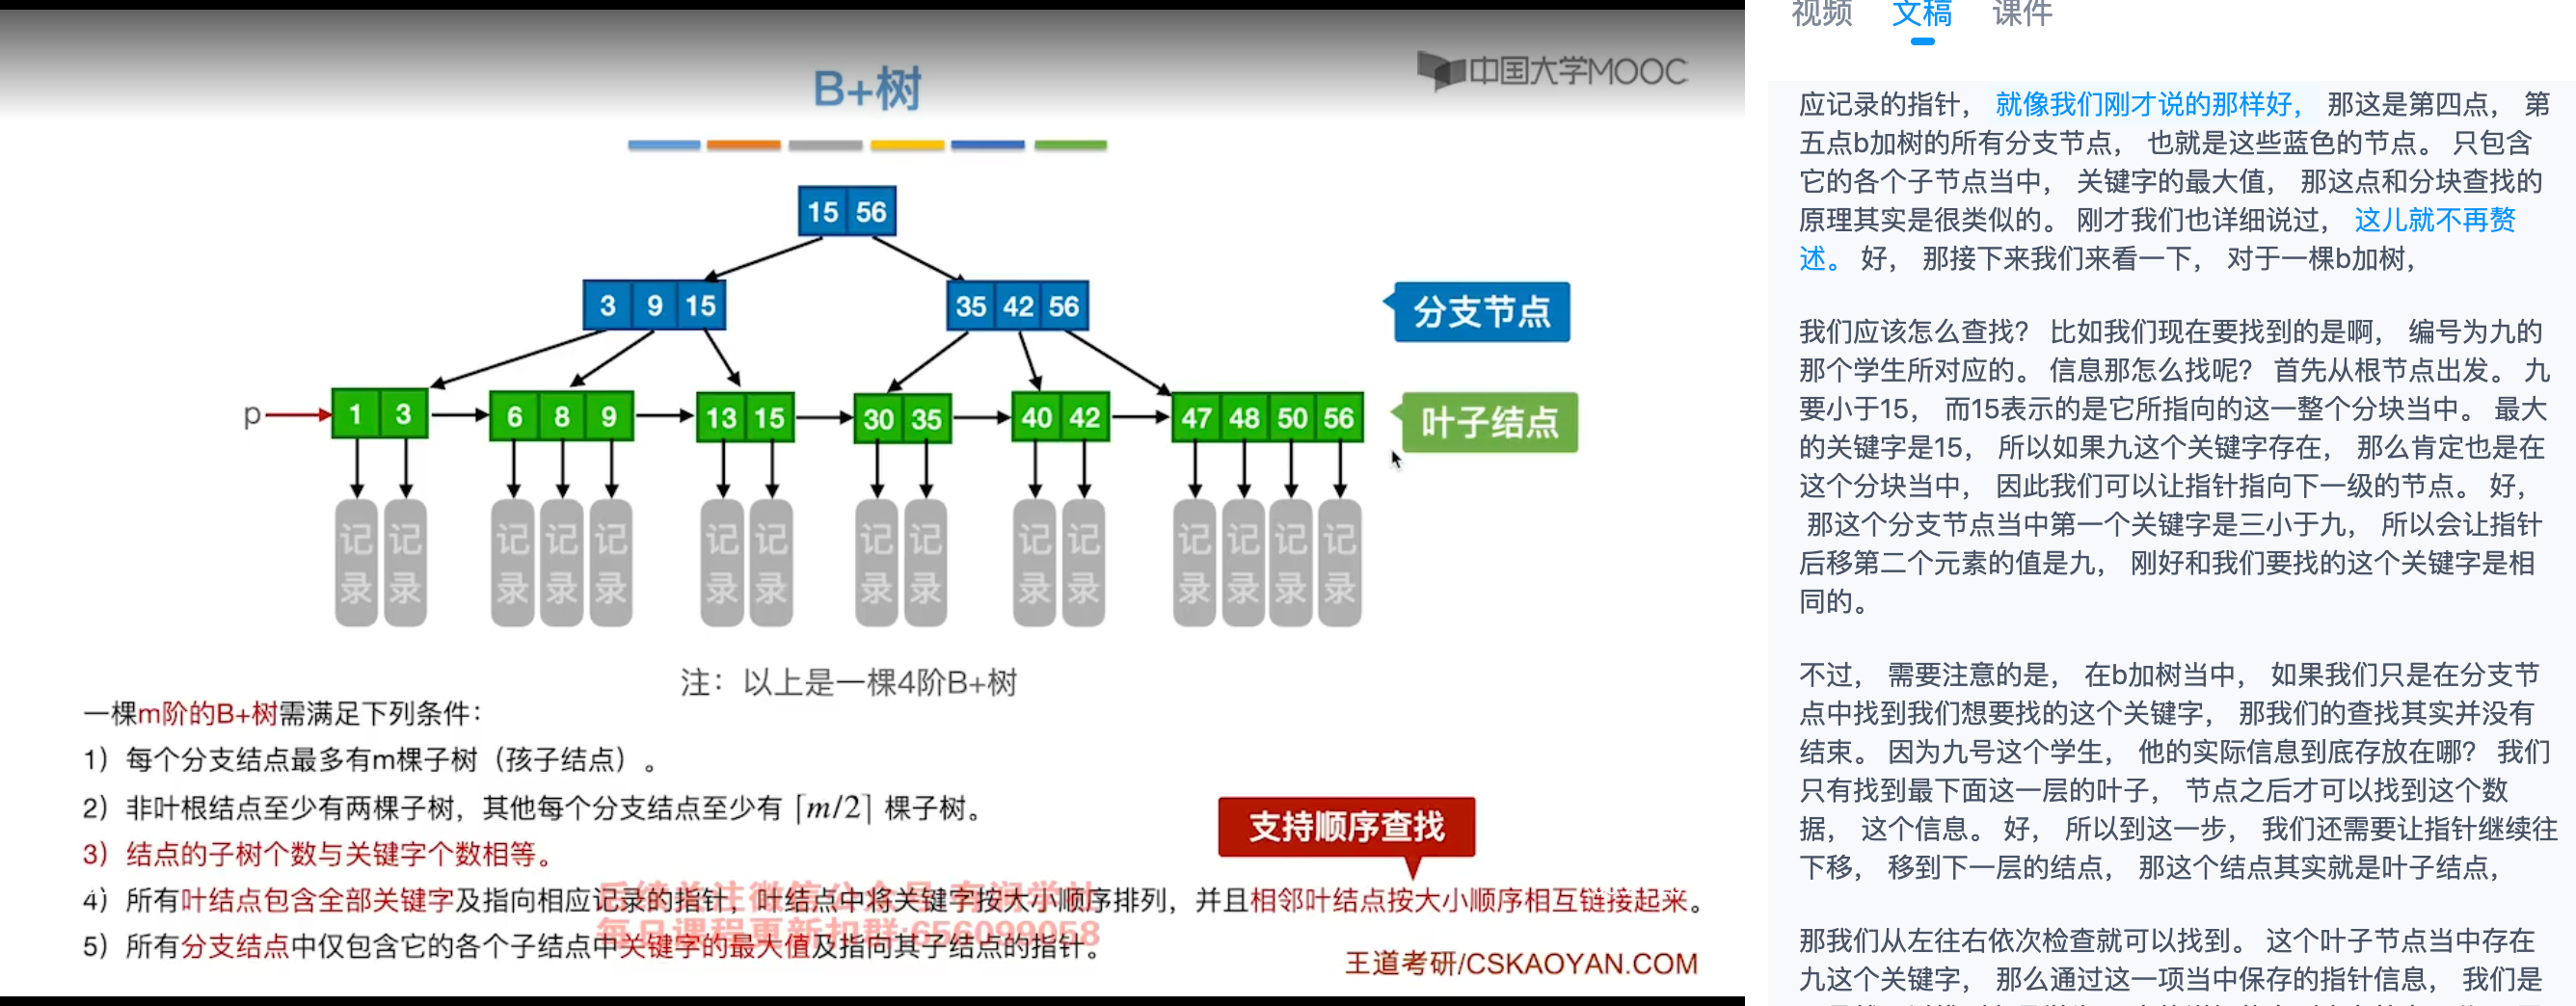 中国大学MOOC
B+树
15 56
3 9 15
35 42 56
分支节点
p
1 3
6 8 9
13 15
30 35
40 42
47 48 50 56
叶子结点
记录 记录 记录 记录 记录 记录 记录 记录 记录 记录 记录 记录 记录 记录 记录
注：以上是一棵4阶B+树
一棵m阶的B+树需满足下列条件：
1）每个分支结点最多有m棵子树（孩子结点）。
2）非叶根结点至少有两棵子树，其他每个分支结点至少有 ⌈m/2⌉ 棵子树。
3）结点的子树个数与关键字个数相等。
支持顺序查找
4）所有叶结点包含全部关键字及指向相应记录的指针，叶结点中将关键字按大小顺序排列，并且相邻叶结点按大小顺序相互链接起来。
5）所有分支结点中仅包含它的各个子结点中关键字的最大值及指向其子结点的指针。
每日课程更新扣群:656099058
王道考研/CSKAOYAN.COM
视频 文稿 课件
应记录的指针， 就像我们刚才说的那样好， 那这是第四点， 第
五点b加树的所有分支节点， 也就是这些蓝色的节点。 只包含
它的各个子节点当中， 关键字的最大值， 那这点和分块查找的
原理其实是很类似的。 刚才我们也详细说过， 这儿就不再赘
述。 好， 那接下来我们来看一下， 对于一棵b加树，
我们应该怎么查找？ 比如我们现在要找到的是啊， 编号为九的
那个学生所对应的。 信息那怎么找呢？ 首先从根节点出发。 九
要小于15， 而15表示的是它所指向的这一整个分块当中。 最大
的关键字是15， 所以如果九这个关键字存在， 那么肯定也是在
这个分块当中， 因此我们可以让指针指向下一级的节点。 好，
那这个分支节点当中第一个关键字是三小于九， 所以会让指针
后移第二个元素的值是九， 刚好和我们要找的这个关键字是相
同的。
不过， 需要注意的是， 在b加树当中， 如果我们只是在分支节
点中找到我们想要找的这个关键字， 那我们的查找其实并没有
结束。 因为九号这个学生， 他的实际信息到底存放在哪？ 我们
只有找到最下面这一层的叶子， 节点之后才可以找到这个数
据， 这个信息。 好， 所以到这一步， 我们还需要让指针继续往
下移， 移到下一层的结点， 那这个结点其实就是叶子结点，
那我们从左往右依次检查就可以找到。 这个叶子节点当中存在
九这个关键字， 那么通过这一项当中保存的指针信息， 我们是